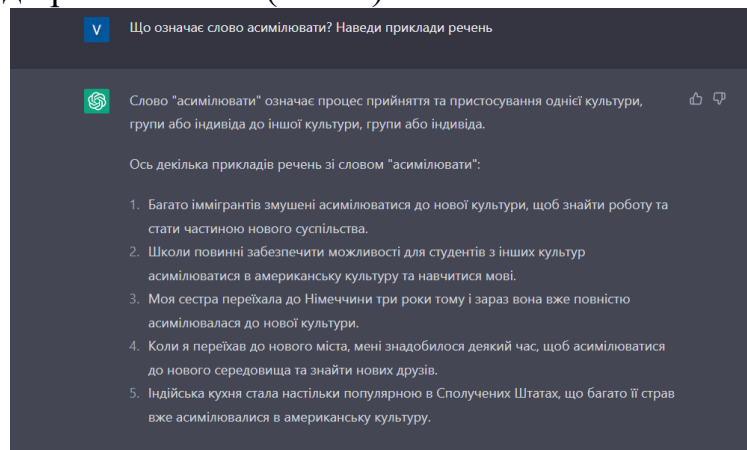 V
Що означає слово асимілювати? Наведи приклади речень
Слово "асимілювати" означає процес прийняття та пристосування однієї культури,
групи або індивіда до іншої культури, групи або індивіда.
Ось декілька прикладів речень зі словом "асимілювати":
1. Багато іммігрантів змушені асимілюватися до нової культури, щоб знайти роботу та
стати частиною нового суспільства.
2. Школи повинні забезпечити можливості для студентів з інших культур
асимілюватися в американську культуру та навчитися мові.
3. Моя сестра переїхала до Німеччини три роки тому і зараз вона вже повністю
асимілювалася до нової культури.
4. Коли я переїхав до нового міста, мені знадобилося деякий час, щоб асимілюватися
до нового середовища та знайти нових друзів.
5. Індійська кухня стала настільки популярною в Сполучених Штатах, що багато її страв
вже асимілювалися в американську культуру.